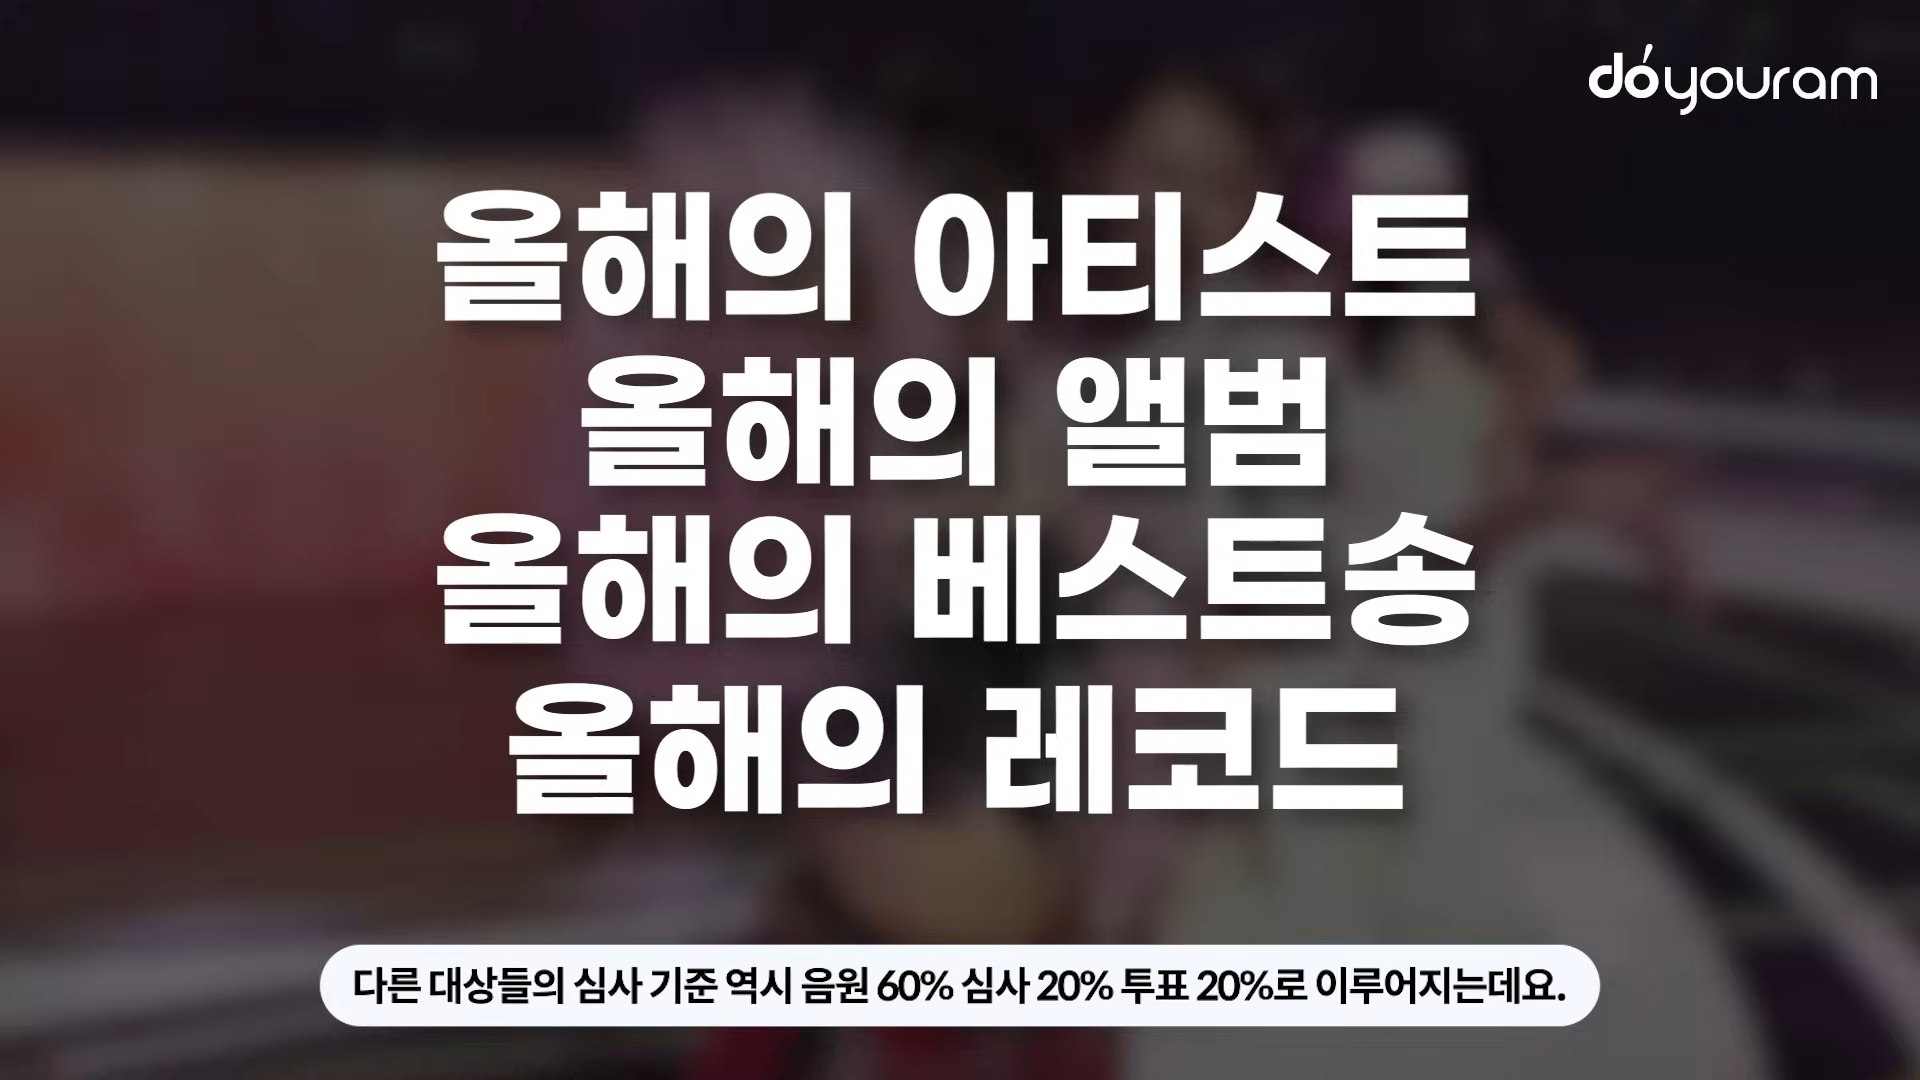 dóyouram
올해의 아티스트
올해의 앨범
올해의 베스트송
올해의 레코드
다른 대상들의 심사 기준 역시 음원 60% 심사 20% 투표 20%로 이루어지는데요.